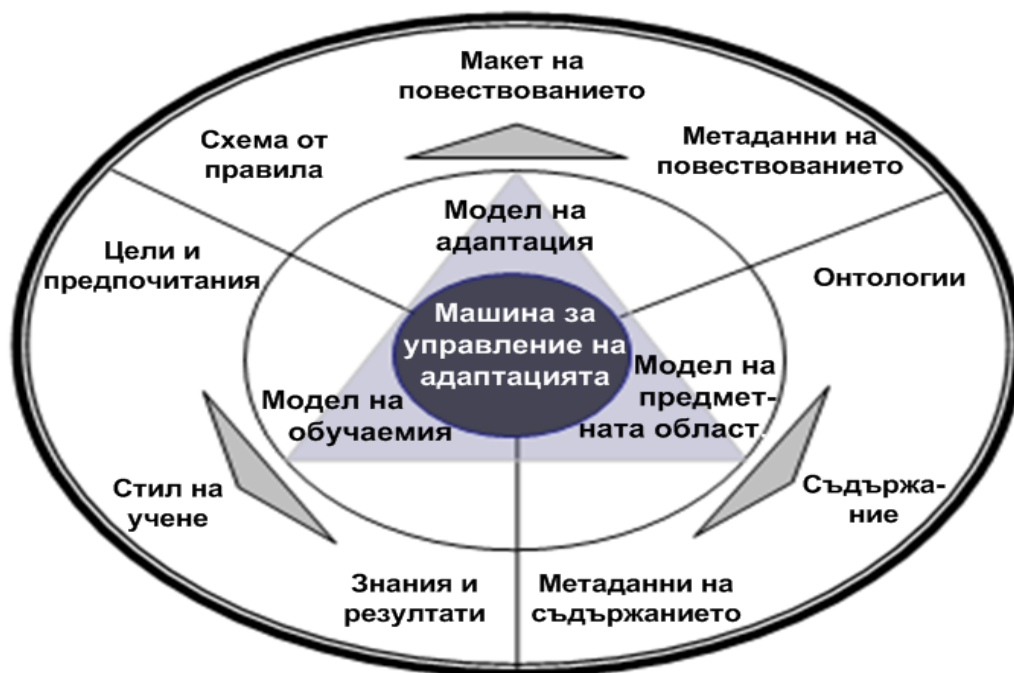 Макет на
повествованието
Схема от
правила
Метаданни на
повествованието
Модел на
адаптация
Цели и
предпочитания
Онтологии
Машина за
управление на
адаптацията
Модел на
обучаемия
Модел на
предмет-
ната област
Стил на
учене
Съдържа-
ние
Знания и
резултати
Метаданни на
съдържанието